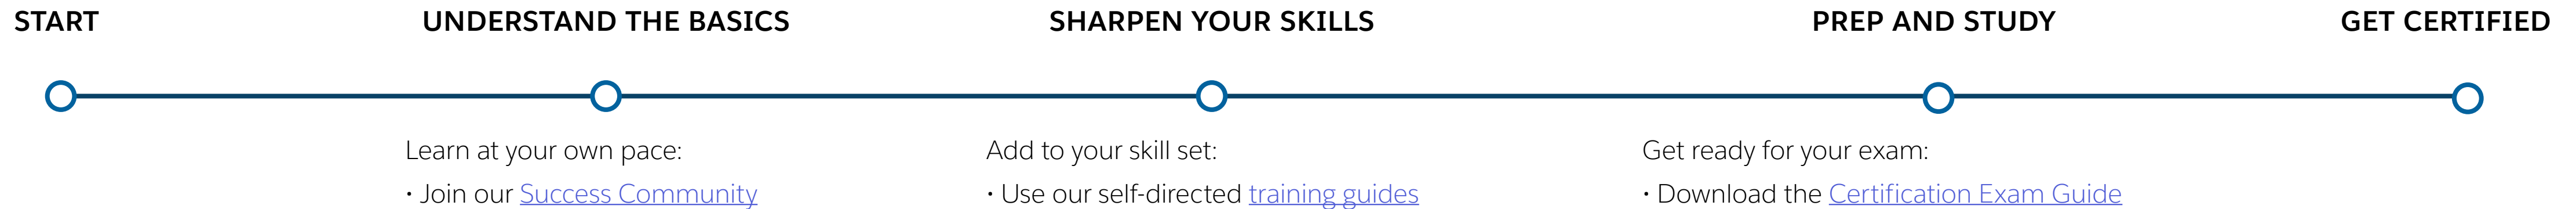 START
UNDERSTAND THE BASICS
SHARPEN YOUR SKILLS
PREP AND STUDY
GET CERTIFIED
Learn at your own pace:
• Join our Success Community
Add to your skill set:
• Use our self-directed training guides
Get ready for your exam:
• Download the Certification Exam Guide